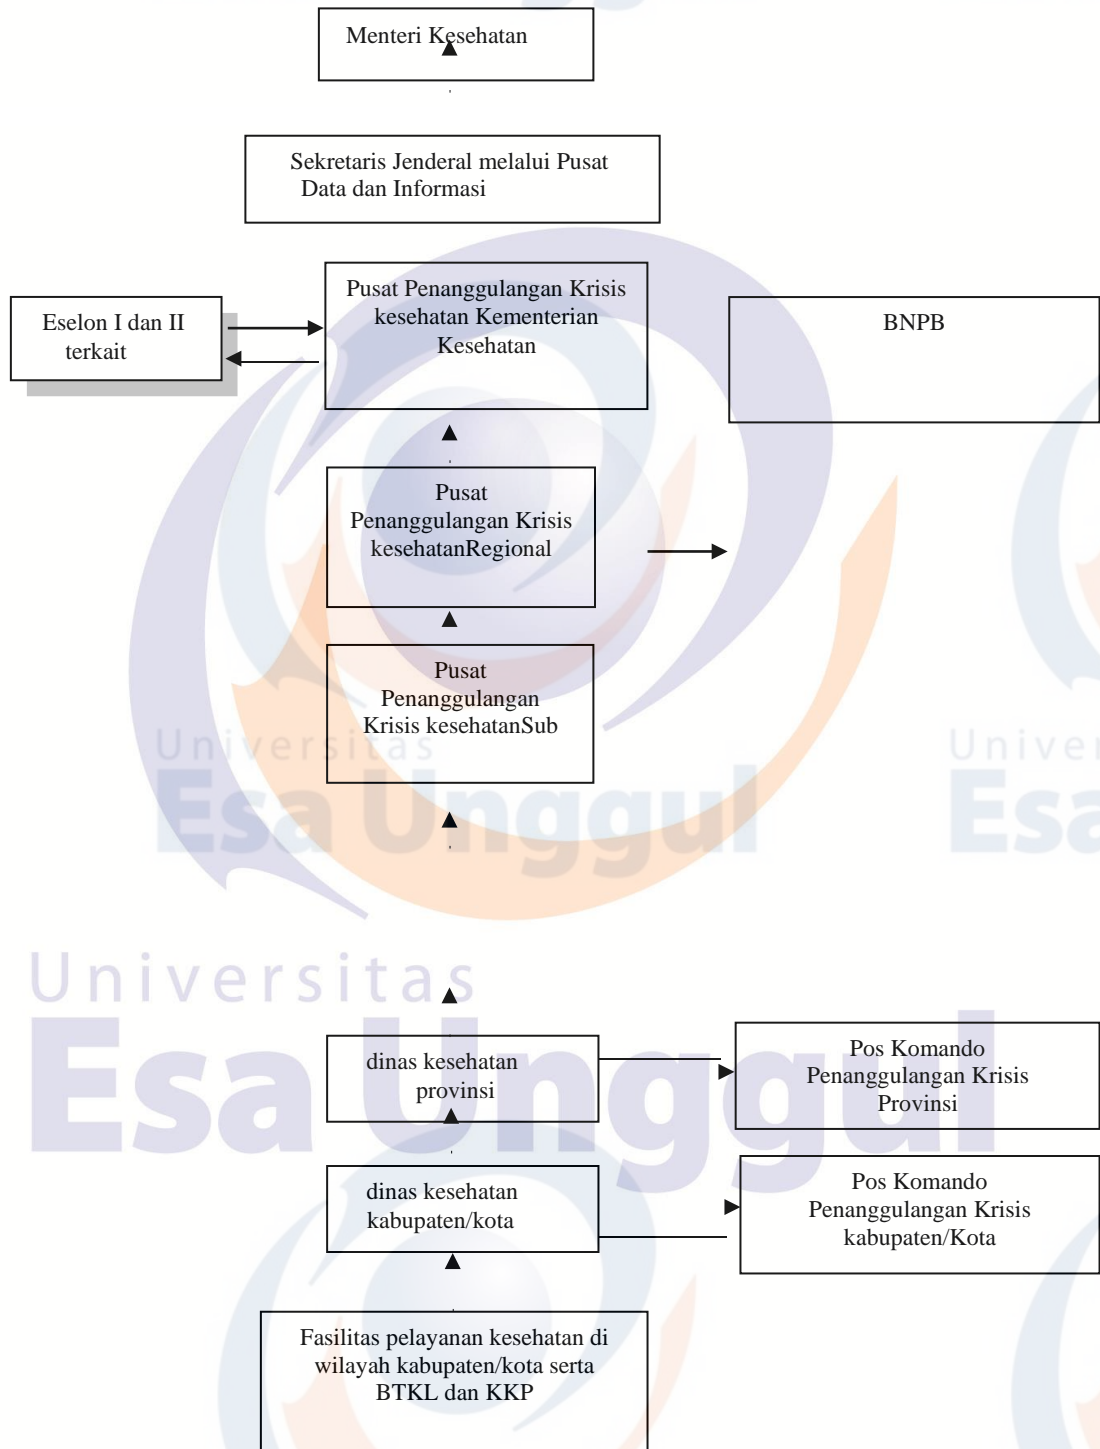 Menteri Kesehatan
Sekretaris Jenderal melalui Pusat
Data dan Informasi
Eselon I dan II
terkait
Pusat Penanggulangan Krisis
kesehatan Kementerian
Kesehatan
BNPB
Pusat
Penanggulangan Krisis
kesehatanRegional
Pusat
Penanggulangan
Krisis kesehatanSub
Universitas
Esa Unggul
Univer
Esa
Universitas
Esa Unggul
dinas kesehatan
provinsi
Pos Komando
Penanggulangan Krisis
Provinsi
dinas kesehatan
kabupaten/kota
Pos Komando
Penanggulangan Krisis
kabupaten/Kota
Fasilitas pelayanan kesehatan di
wilayah kabupaten/kota serta
BTKL dan KKP